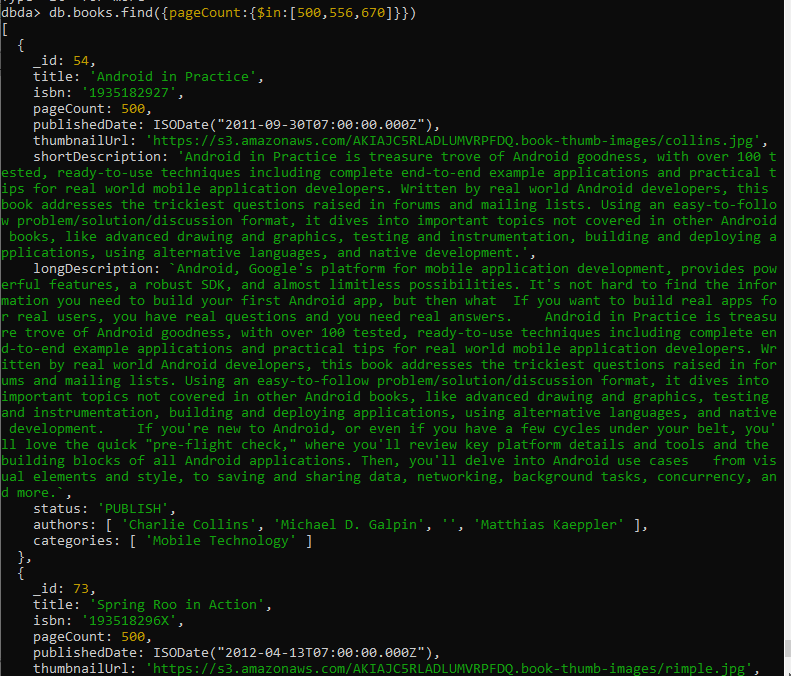 dbda> db.books.find({pageCount:{$in:[500,556,670]}})
[
  {
    _id: 54,
    title: 'Android in Practice',
    isbn: '1935182927',
    pageCount: 500,
    publishedDate: ISODate("2011-09-30T07:00:00.000Z"),
    thumbnailUrl: 'https://s3.amazonaws.com/AKIAJC5RLADLUMVRPFDQ.book-thumb-images/collins.jpg',
    shortDescription: 'Android in Practice is treasure trove of Android goodness, with over 100 t
ested, ready-to-use techniques including complete end-to-end example applications and practical t
ips for real world mobile application developers. Written by real world Android developers, this
book addresses the trickiest questions raised in forums and mailing lists. Using an easy-to-follo
w problem/solution/discussion format, it dives into important topics not covered in other Android
 books, like advanced drawing and graphics, testing and instrumentation, building and deploying a
pplications, using alternative languages, and native development.',
    longDescription: `Android, Google's platform for mobile application development, provides pow
erful features, a robust SDK, and almost limitless possibilities. It's not hard to find the infor
mation you need to build your first Android app, but then what  If you want to build real apps fo
r real users, you have real questions and you need real answers.    Android in Practice is treasu
re trove of Android goodness, with over 100 tested, ready-to-use techniques including complete en
d-to-end example applications and practical tips for real world mobile application developers. Wr
itten by real world Android developers, this book addresses the trickiest questions raised in for
ums and mailing lists. Using an easy-to-follow problem/solution/discussion format, it dives into
important topics not covered in other Android books, like advanced drawing and graphics, testing
and instrumentation, building and deploying applications, using alternative languages, and native
 development.    If you're new to Android, or even if you have a few cycles under your belt, you'
ll love the quick "pre-flight check," where you'll review key platform details and tools and the
building blocks of all Android applications. Then, you'll delve into Android use cases   from vis
ual elements and style, to saving and sharing data, networking, background tasks, concurrency, an
d more.`,
    status: 'PUBLISH',
    authors: [ 'Charlie Collins', 'Michael D. Galpin', '', 'Matthias Kaeppler' ],
    categories: [ 'Mobile Technology' ]
  },
  {
    _id: 73,
    title: 'Spring Roo in Action',
    isbn: '193518296X',
    pageCount: 500,
    publishedDate: ISODate("2012-04-13T07:00:00.000Z"),
    thumbnailUrl: 'https://s3.amazonaws.com/AKIAJC5RLADLUMVRPFDQ.book-thumb-images/rimple.jpg',